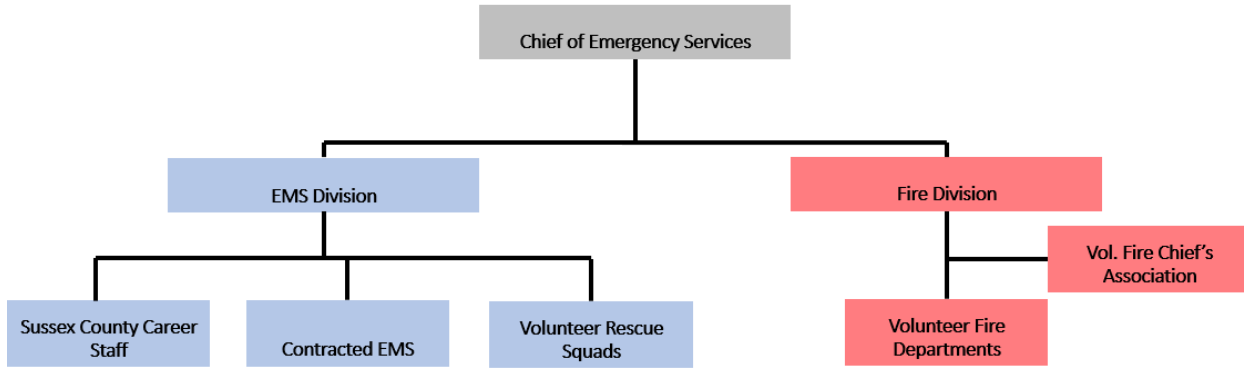 Chief of Emergency Services
EMS Division
Fire Division
Vol. Fire Chief's
Association
Sussex County Career
Staff
Contracted EMS
Volunteer Rescue
Squads
Volunteer Fire
Departments